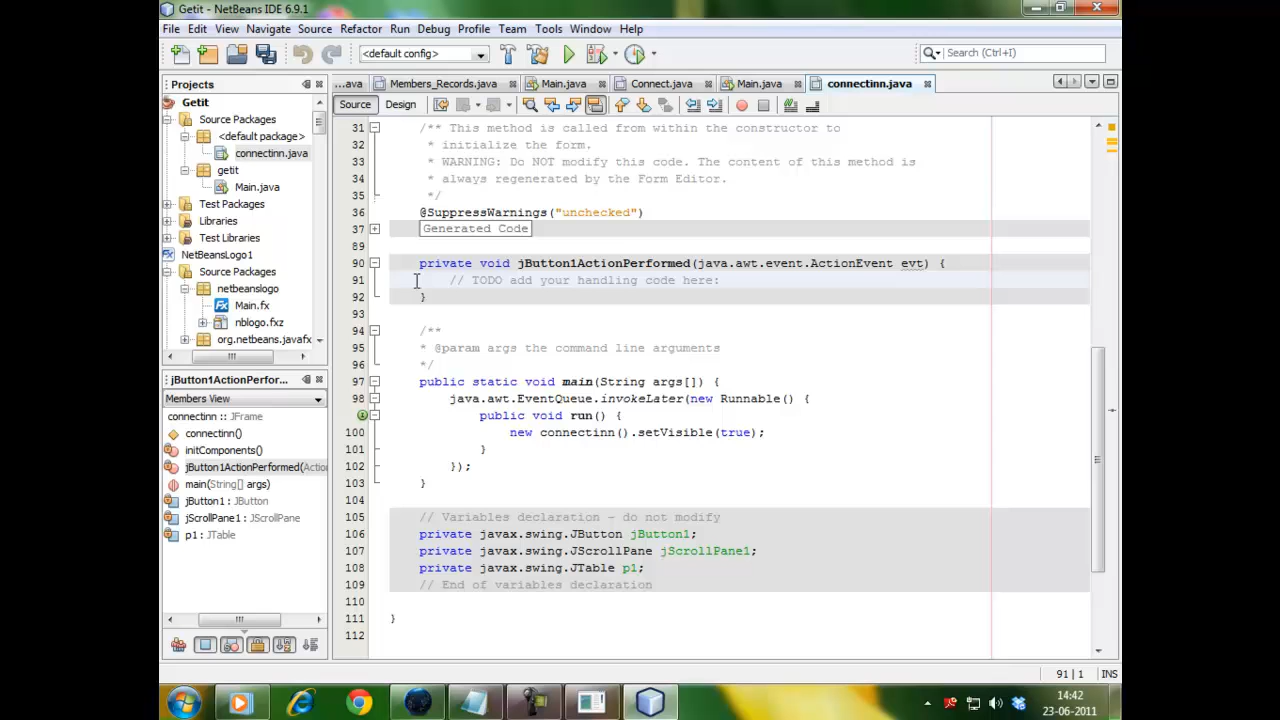 Getit - NetBeans IDE 6.9.1
File Edit View Navigate Source Refactor Run Debug Profile Team Tools Window Help
<default config>
Search (Ctrl+I)
Projects
Getit
Source Packages
<default package>
connectinn.java
getit
Main.java
Test Packages
Libraries
Test Libraries
NetBeansLogo1
Source Packages
netbeanslogo
Main.fx
nblogo.fxz
org.netbeans.javafx
jButton1ActionPerfor...
Members View
connectinn :: JFrame
connectinn()
initComponents()
jButton1ActionPerformed(Actio
main(String[] args)
jButton1 : JButton
jScrollPane1 : JScrollPane
p1 : JTable
...ava Members_Records.java Main.java Connect.java Main.java connectinn.java
Source Design
31 /** This method is called from within the constructor to
32 * initialize the form.
33 * WARNING: Do NOT modify this code. The content of this method is
34 * always regenerated by the Form Editor.
35 */
36 @SuppressWarnings("unchecked")
37 Generated Code
89
90 private void jButton1ActionPerformed(java.awt.event.ActionEvent evt) {
91 // TODO add your handling code here:
92 }
93
94 /**
95 * @param args the command line arguments
96 */
97 public static void main(String args[]) {
98 java.awt.EventQueue.invokeLater(new Runnable() {
public void run() {
100 new connectinn().setVisible(true);
101 }
102 });
103 }
104
105 // Variables declaration - do not modify
106 private javax.swing.JButton jButton1;
107 private javax.swing.JScrollPane jScrollPane1;
108 private javax.swing.JTable p1;
109 // End of variables declaration
110
111 }
112
91 | 1 INS
14:42
23-06-2011